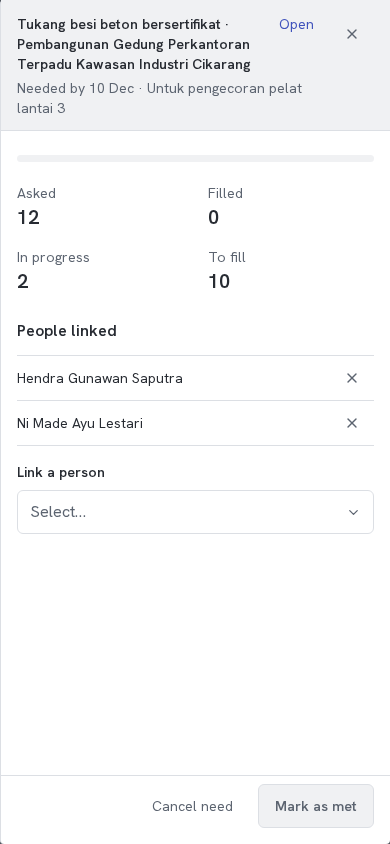 Tukang besi beton bersertifikat ·
Pembangunan Gedung Perkantoran
Terpadu Kawasan Industri Cikarang
Open
Needed by 10 Dec · Untuk pengecoran pelat
lantai 3
Asked
Filled
12
0
In progress
To fill
2
10
People linked
Hendra Gunawan Saputra
Ni Made Ayu Lestari
Link a person
Select...
Cancel need
Mark as met